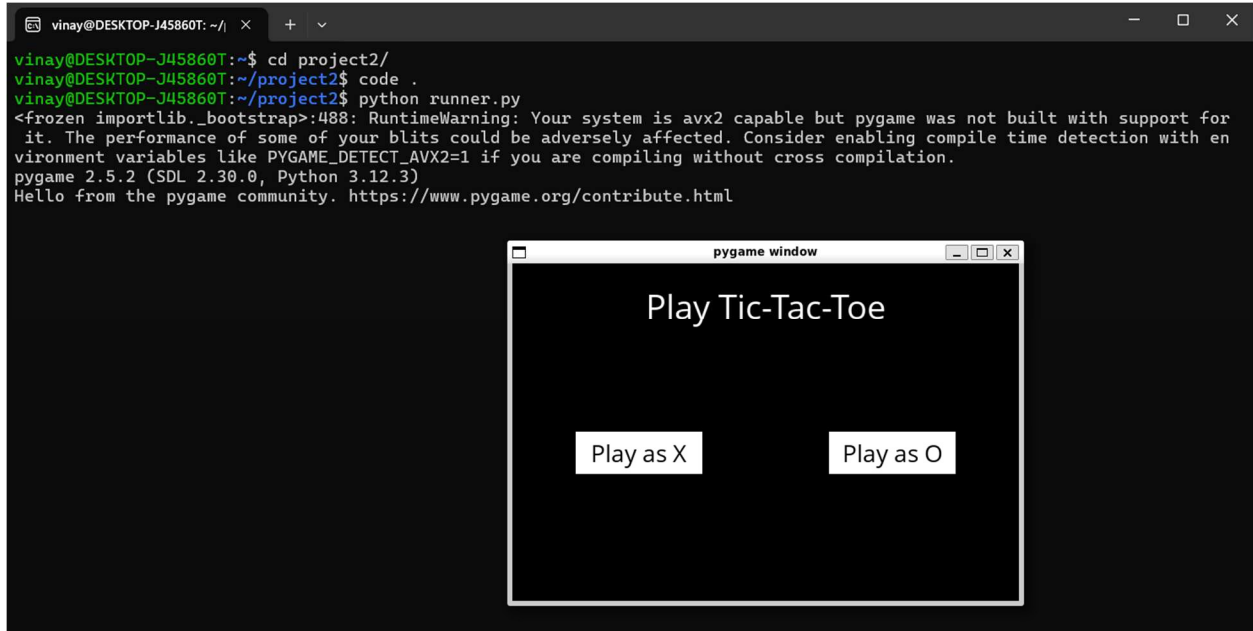 vinay@DESKTOP-J45860T: ~/
vinay@DESKTOP-J45860T:~$ cd project2/
vinay@DESKTOP-J45860T:~/project2$ code .
vinay@DESKTOP-J45860T:~/project2$ python runner.py
<frozen importlib._bootstrap>:488: RuntimeWarning: Your system is avx2 capable but pygame was not built with support for
it. The performance of some of your blits could be adversely affected. Consider enabling compile time detection with en
vironment variables like PYGAME_DETECT_AVX2=1 if you are compiling without cross compilation.
pygame 2.5.2 (SDL 2.30.0, Python 3.12.3)
Hello from the pygame community. https://www.pygame.org/contribute.html
pygame window
Play Tic-Tac-Toe
Play as X
Play as O